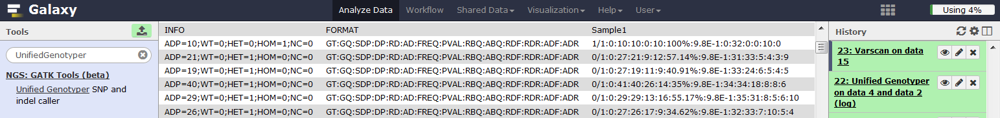 Galaxy Analyze Data Workflow Shared Data Visualization Help User Using 4%
Tools
UnifiedGenotyper
NGS: GATK Tools (beta)
Unified Genotyper SNP and
indel caller
INFO FORMAT Sample1
ADP=10;WT=0;HET=0;HOM=1;NC=0 GT:GQ:SDP:DP:RD:AD:FREQ:PVAL:RBQ:ABQ:RDF:RDR:ADF:ADR 1/1:0:10:10:0:10:100%:9.8E-1:0:32:0:0:10:0
ADP=21;WT=0;HET=1;HOM=0;NC=0 GT:GQ:SDP:DP:RD:AD:FREQ:PVAL:RBQ:ABQ:RDF:RDR:ADF:ADR 0/1:0:27:21:9:12:57.14%:9.8E-1:31:33:5:4:3:9
ADP=19;WT=0;HET=1;HOM=0;NC=0 GT:GQ:SDP:DP:RD:AD:FREQ:PVAL:RBQ:ABQ:RDF:RDR:ADF:ADR 0/1:0:27:19:11:9:40.91%:9.8E-1:33:24:6:5:4:5
ADP=40;WT=0;HET=1;HOM=0;NC=0 GT:GQ:SDP:DP:RD:AD:FREQ:PVAL:RBQ:ABQ:RDF:RDR:ADF:ADR 0/1:0:41:40:26:14:35%:9.8E-1:34:34:18:8:8:6
ADP=29;WT=0;HET=1;HOM=0;NC=0 GT:GQ:SDP:DP:RD:AD:FREQ:PVAL:RBQ:ABQ:RDF:RDR:ADF:ADR 0/1:0:29:29:13:16:55.17%:9.8E-1:35:31:8:5:6:10
ADP=26;WT=0;HET=1;HOM=0;NC=0 GT:GQ:SDP:DP:RD:AD:FREQ:PVAL:RBQ:ABQ:RDF:RDR:ADF:ADR 0/1:0:27:26:17:9:34.62%:9.8E-1:32:33:7:10:5:4
History
23: Varscan on data
15
22: Unified Genotyper
on data 4 and data 2
(log)